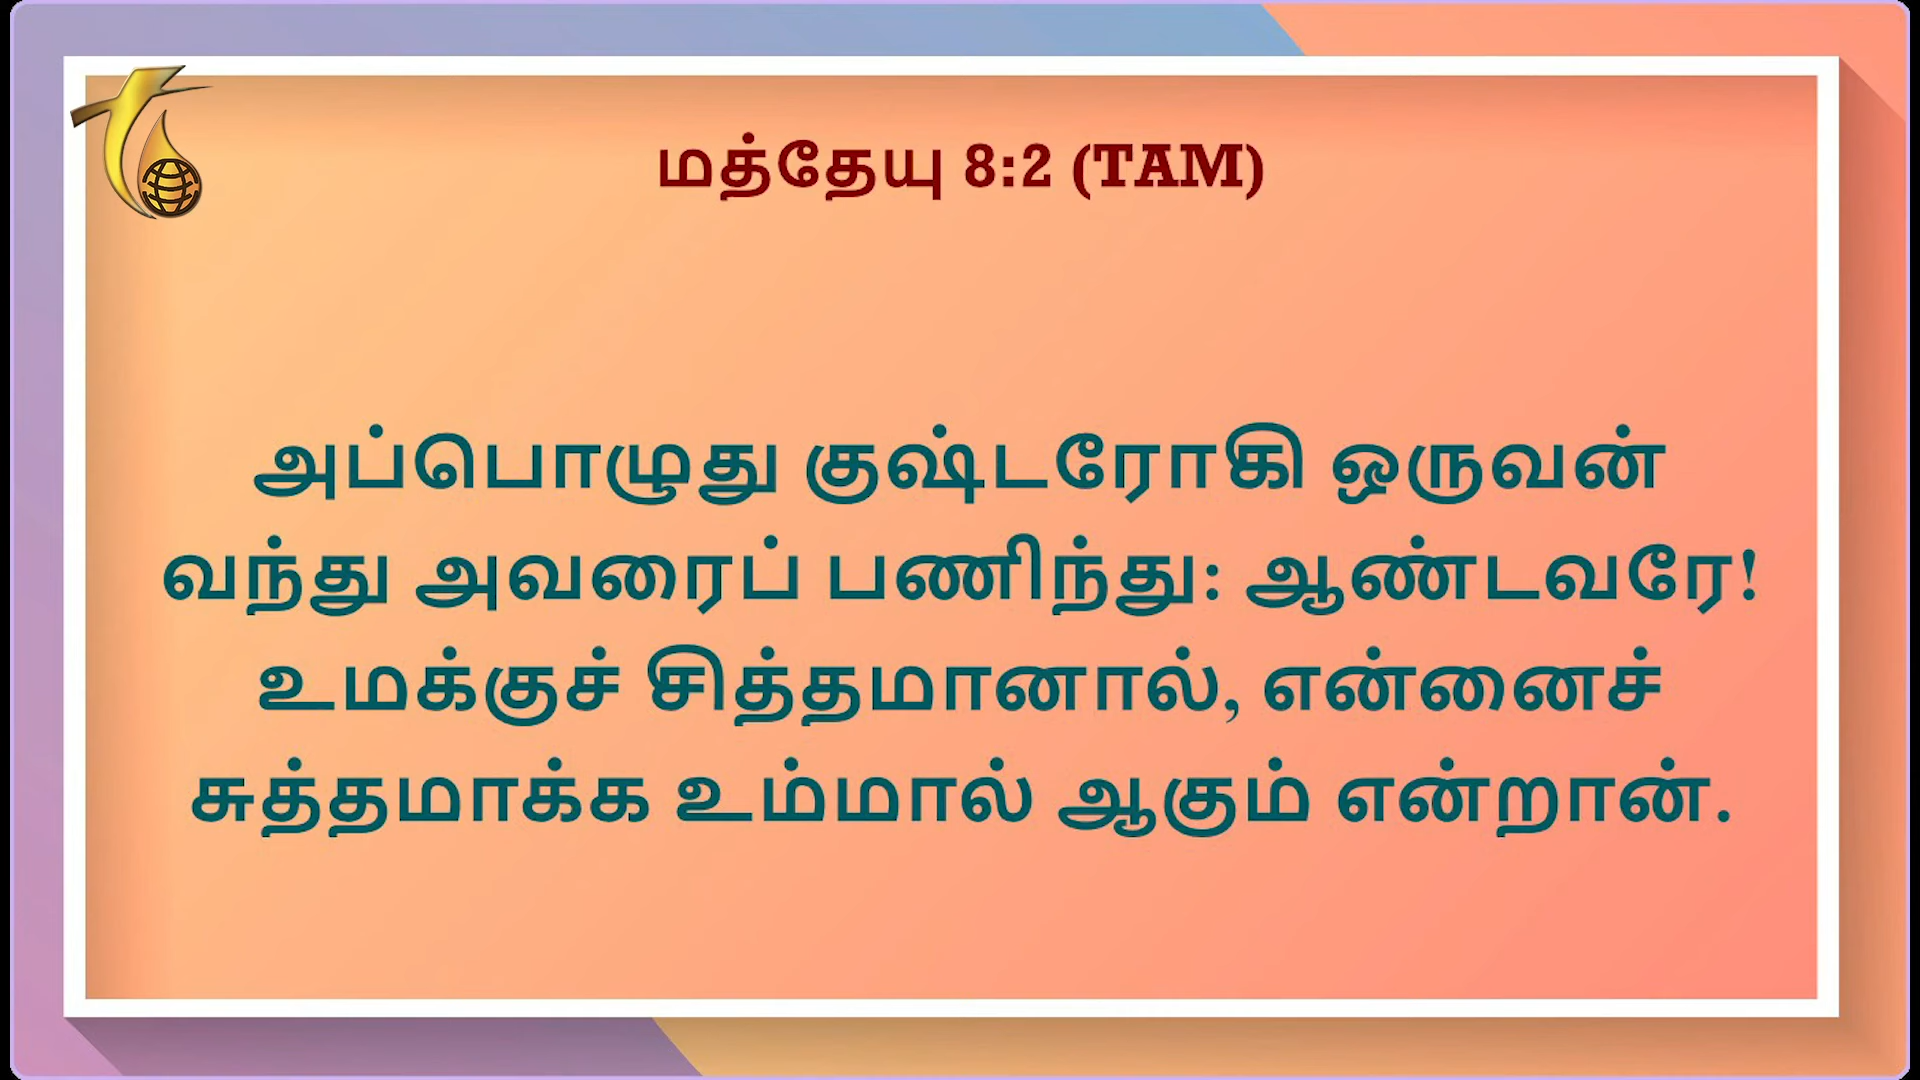 மத்தேயு 8:2 (TAM)
அப்பொழுது குஷ்டரோகி ஒருவன்
வந்து அவரைப் பணிந்து: ஆண்டவரே!
உமக்குச் சித்தமானால், என்னைச்
சுத்தமாக்க உம்மால் ஆகும் என்றான்.